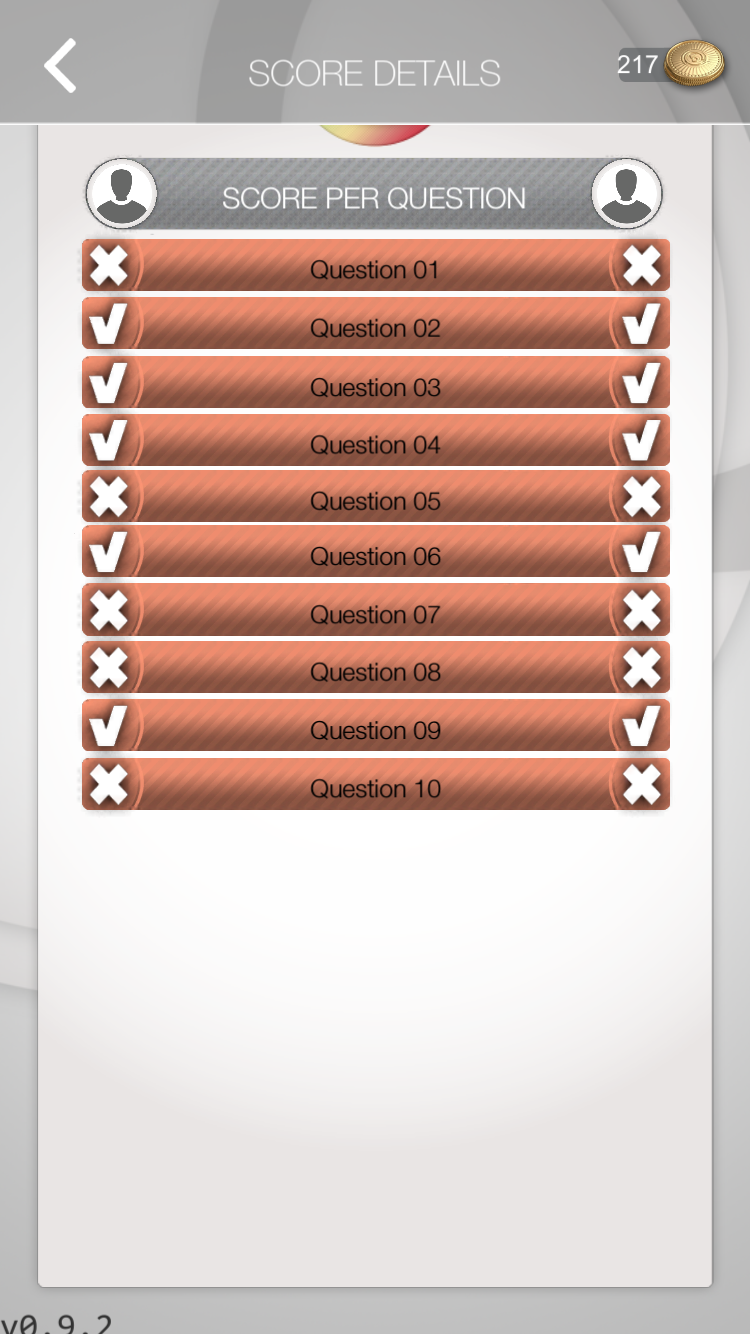 SCORE DETAILS
217
SCORE PER QUESTION
Question 01
Question 02
Question 03
Question 04
Question 05
Question 06
Question 07
Question 08
Question 09
Question 10
v0.9.2